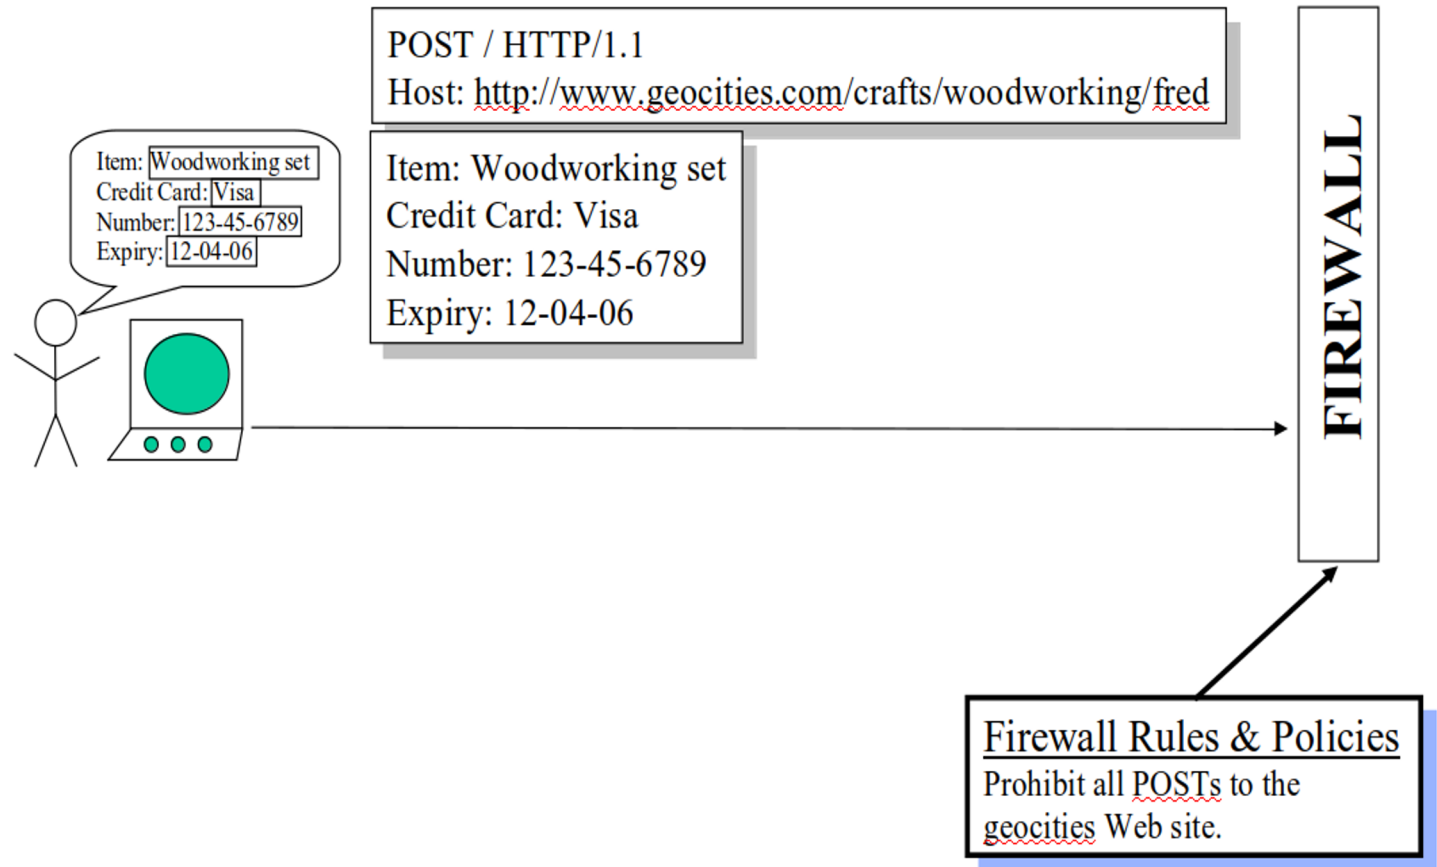 POST / HTTP/1.1
Host: http://www.geocities.com/crafts/woodworking/fred
Item: Woodworking set
Credit Card: Visa
Number: 123-45-6789
Expiry: 12-04-06
Item: Woodworking set
Credit Card: Visa
Number: 123-45-6789
Expiry: 12-04-06
FIREWALL
Firewall Rules & Policies
Prohibit all POSTs to the
geocities Web site.